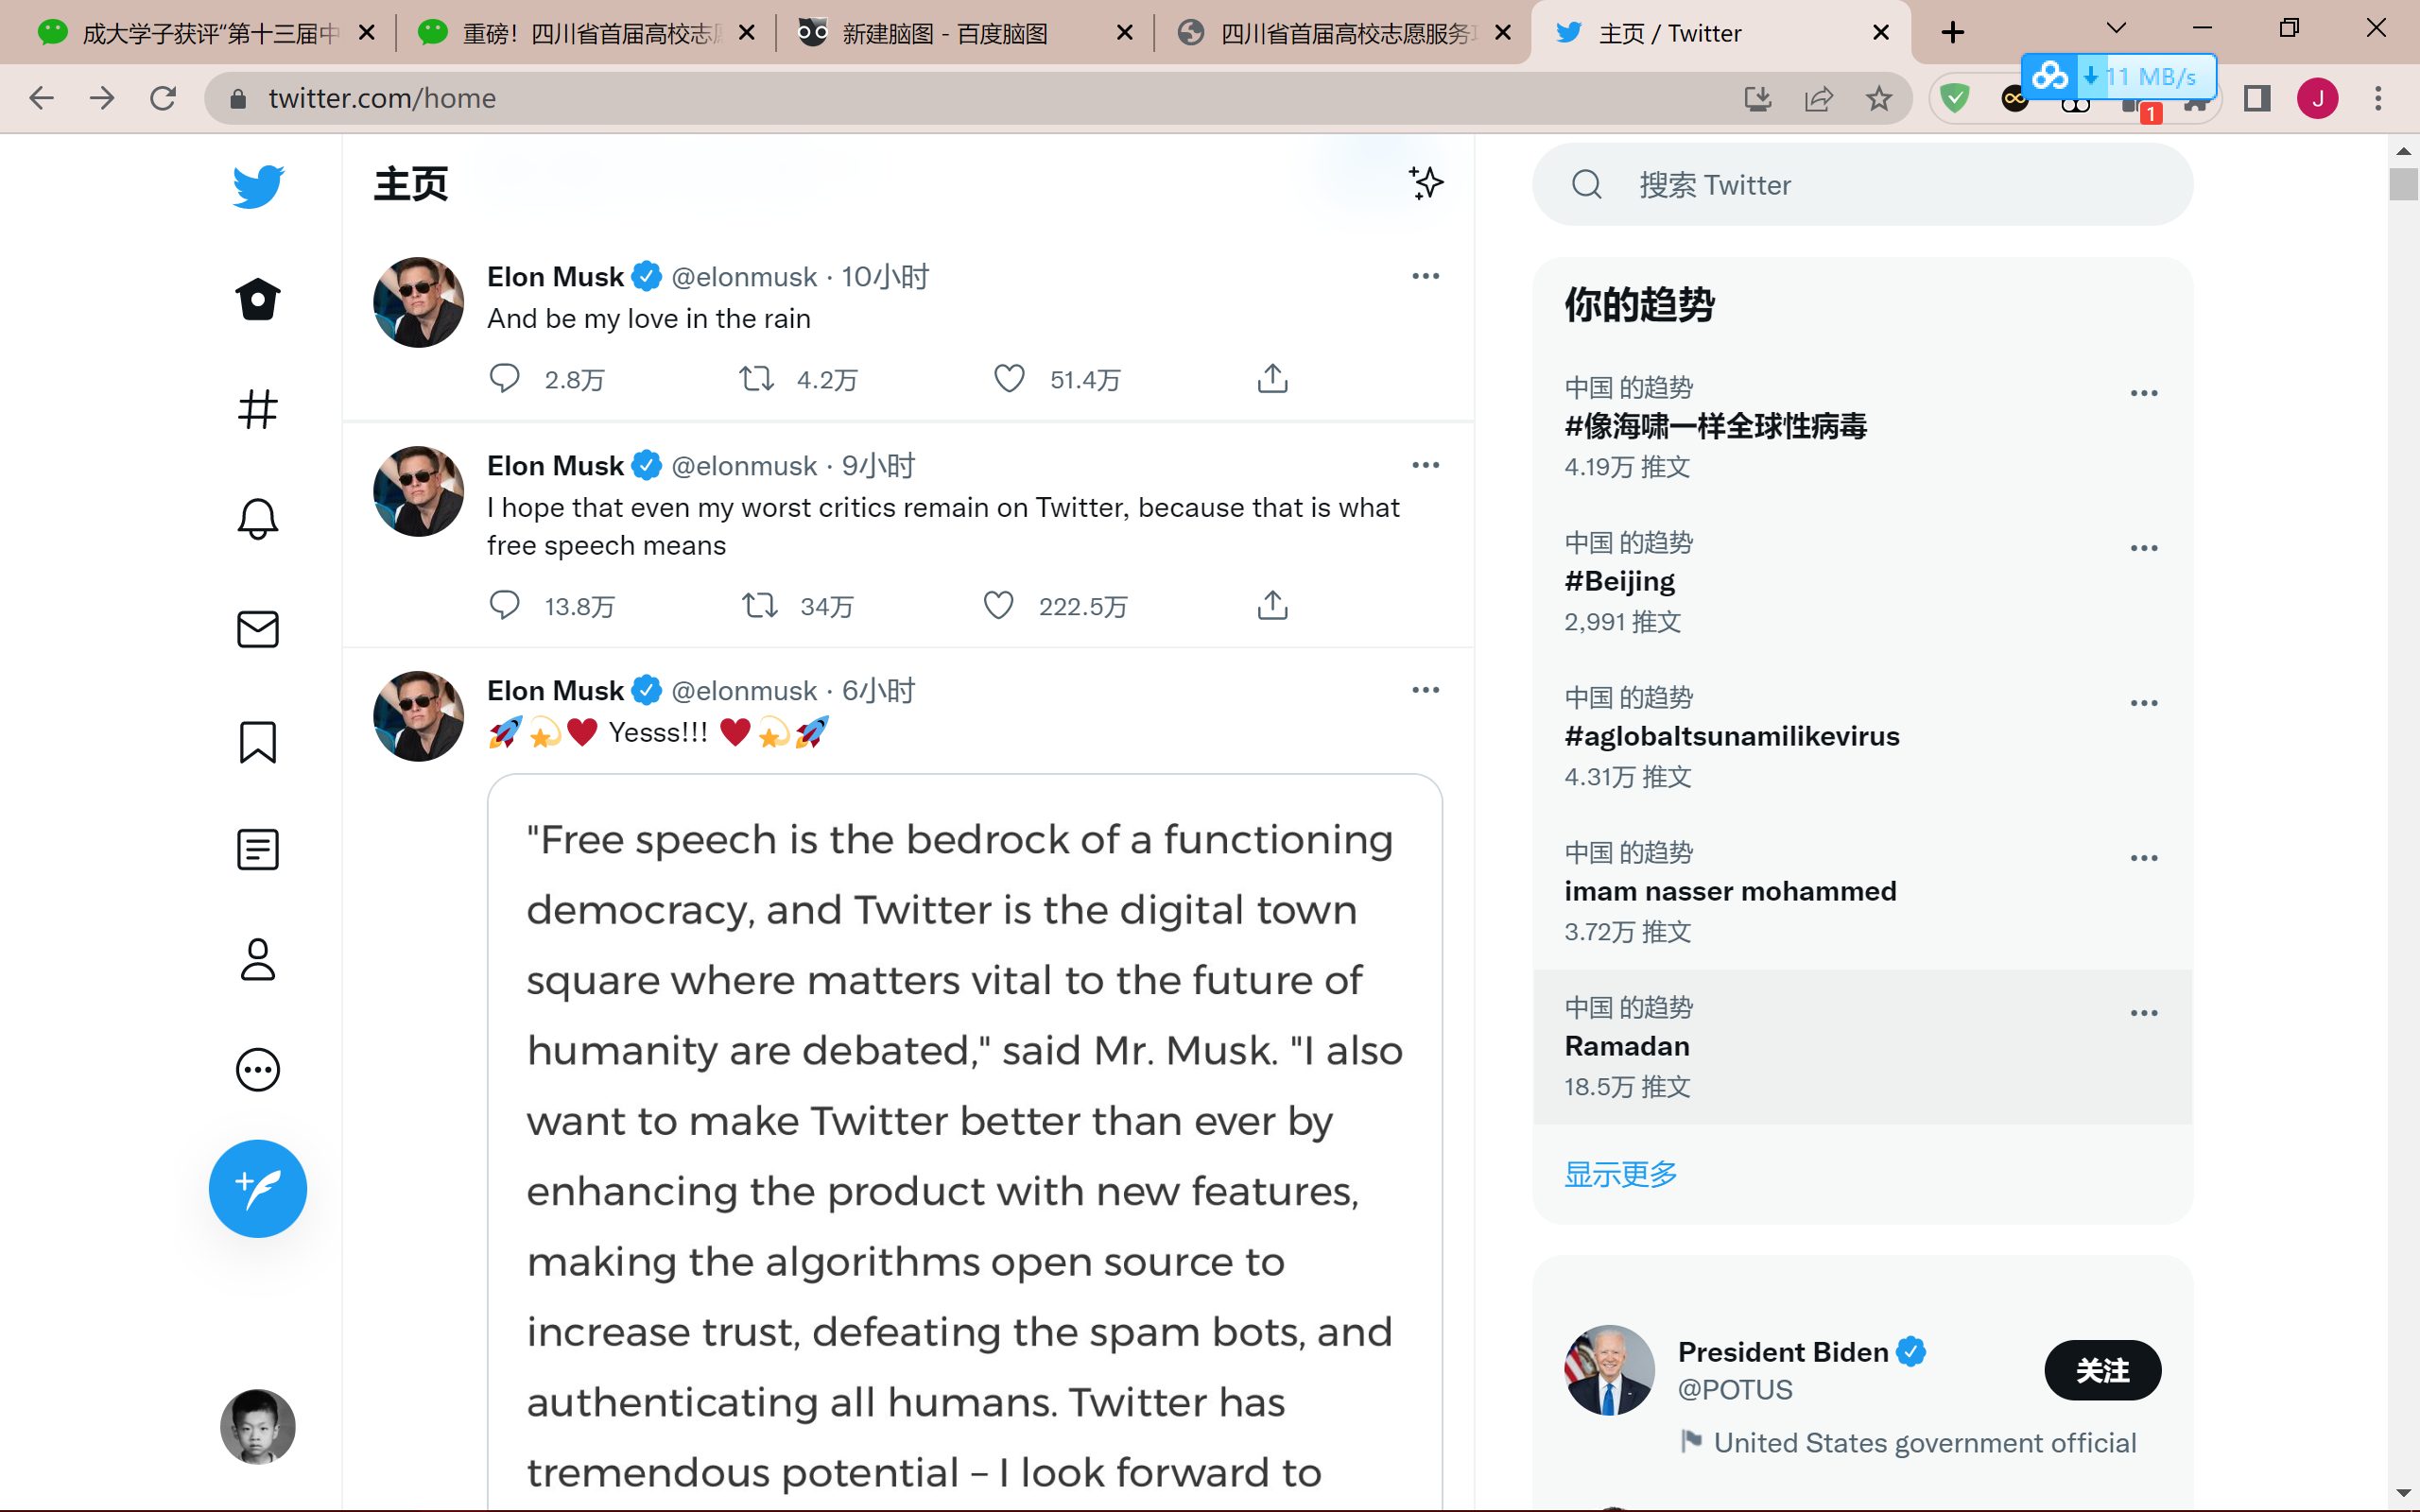 成大学子获评“第十三届中
重磅！四川省首届高校志愿
新建脑图 - 百度脑图
四川省首届高校志愿服务项
主页 / Twitter
11 MB/s
twitter.com/home
1
J
主页
搜索 Twitter
Elon Musk @elonmusk · 10小时
And be my love in the rain
2.8万 4.2万 51.4万
Elon Musk @elonmusk · 9小时
I hope that even my worst critics remain on Twitter, because that is what
free speech means
13.8万 34万 222.5万
Elon Musk @elonmusk · 6小时
🚀💫♥️ Yesss!!! ♥️💫🚀
"Free speech is the bedrock of a functioning
democracy, and Twitter is the digital town
square where matters vital to the future of
humanity are debated," said Mr. Musk. "I also
want to make Twitter better than ever by
enhancing the product with new features,
making the algorithms open source to
increase trust, defeating the spam bots, and
authenticating all humans. Twitter has
tremendous potential – I look forward to
你的趋势
中国 的趋势
#像海啸一样全球性病毒
4.19万 推文
中国 的趋势
#Beijing
2,991 推文
中国 的趋势
#aglobaltsunamilikevirus
4.31万 推文
中国 的趋势
imam nasser mohammed
3.72万 推文
中国 的趋势
Ramadan
18.5万 推文
显示更多
President Biden
@POTUS
关注
United States government official